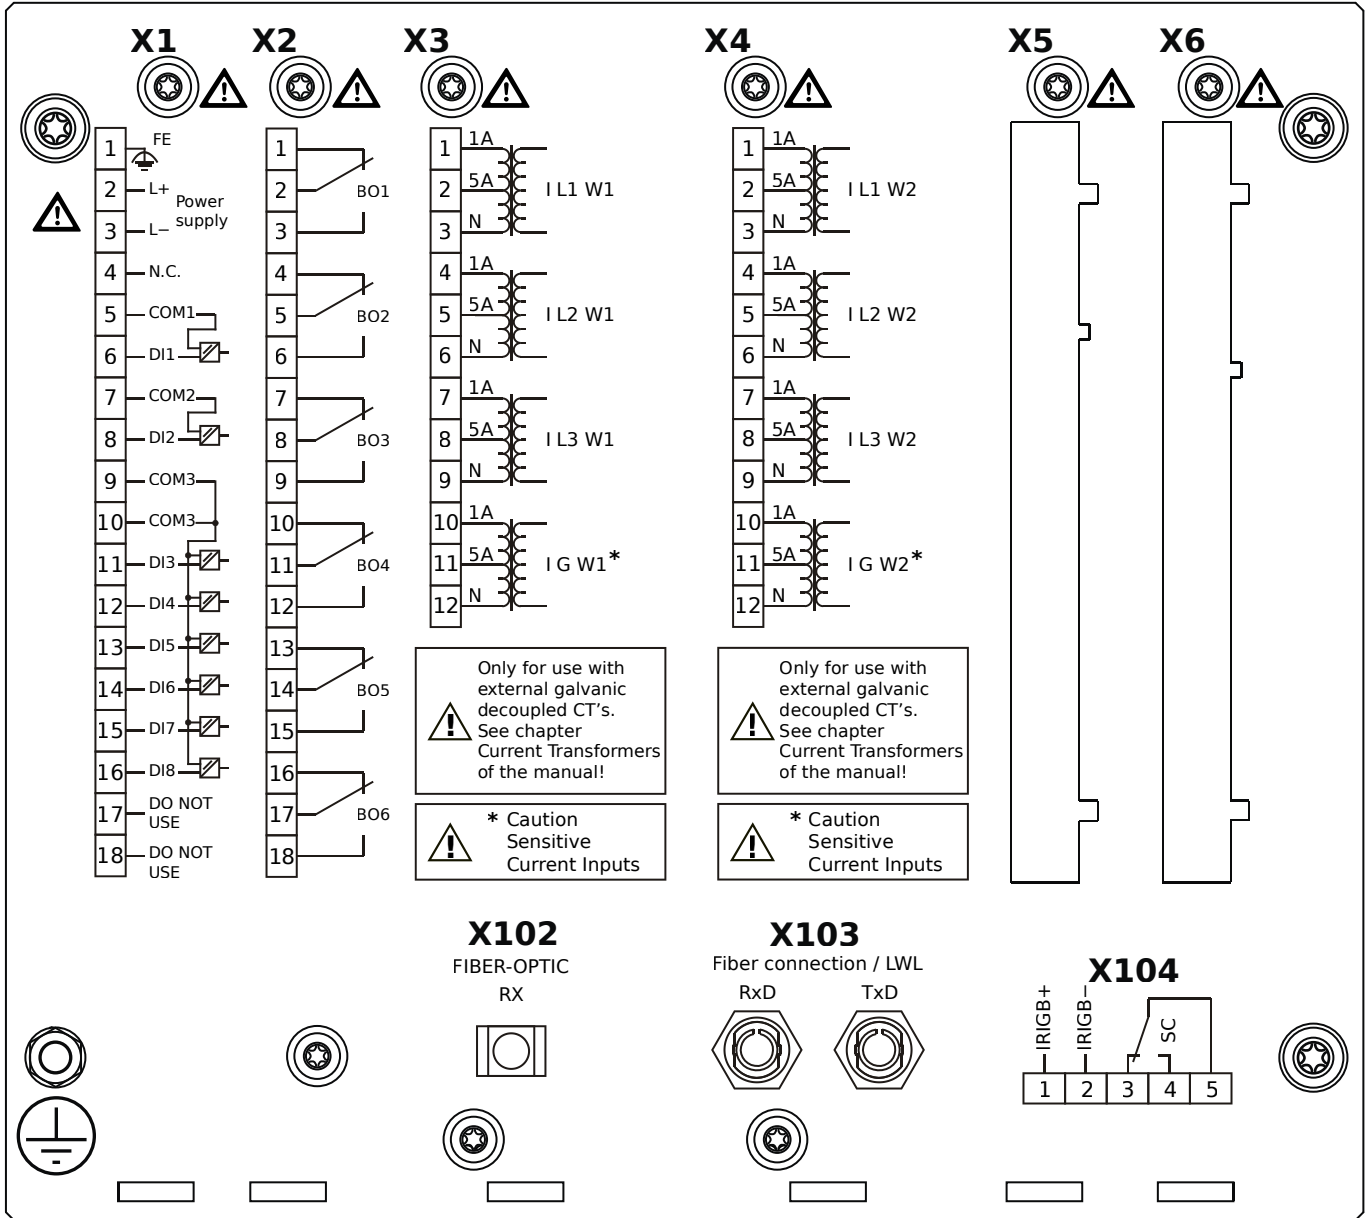 X1
X2
X3
X4
X5
X6
1
FE
2
L+
Power
supply
3
L−
4
N.C.
5
COM1
6
DI1
7
COM2
8
DI2
9
COM3
10
COM3
11
DI3
12
DI4
13
DI5
14
DI6
15
DI7
16
DI8
17
DO NOT
USE
18
DO NOT
USE
1
2
BO1
3
4
5
BO2
6
7
8
BO3
9
10
11
BO4
12
13
14
BO5
15
16
17
BO6
18
1
1A
2
5A
I L1 W1
3
N
4
1A
5
5A
I L2 W1
6
N
7
1A
8
5A
I L3 W1
9
N
10
1A
11
5A
I G W1*
12
N
Only for use with
external galvanic
decoupled CT's.
See chapter
Current Transformers
of the manual!
* Caution
Sensitive
Current Inputs
1
1A
2
5A
I L1 W2
3
N
4
1A
5
5A
I L2 W2
6
N
7
1A
8
5A
I L3 W2
9
N
10
1A
11
5A
I G W2*
12
N
Only for use with
external galvanic
decoupled CT's.
See chapter
Current Transformers
of the manual!
* Caution
Sensitive
Current Inputs
X102
FIBER-OPTIC
RX
X103
Fiber connection / LWL
RxD
TxD
X104
IRIGB+
IRIGB−
SC
1 2 3 4 5